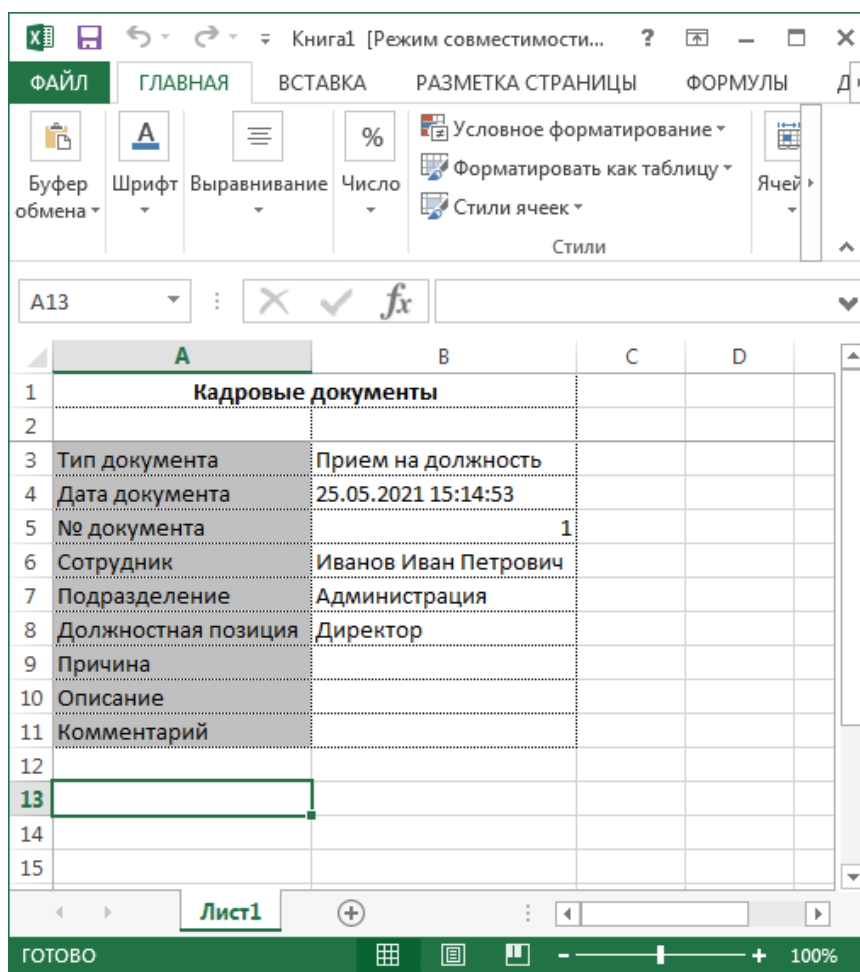 Книга1 [Режим совместимости... ?
ФАЙЛ ГЛАВНАЯ ВСТАВКА РАЗМЕТКА СТРАНИЦЫ ФОРМУЛЫ Д
Буфер обмена
Шрифт
Выравнивание
%
Число
Условное форматирование
Форматировать как таблицу
Стили ячеек
Стили
Ячей
A13 fx
A B C D
1 Кадровые документы
2
3 Тип документа Прием на должность
4 Дата документа 25.05.2021 15:14:53
5 № документа 1
6 Сотрудник Иванов Иван Петрович
7 Подразделение Администрация
8 Должностная позиция Директор
9 Причина
10 Описание
11 Комментарий
12
13
14
15
Лист1
ГОТОВО 100%